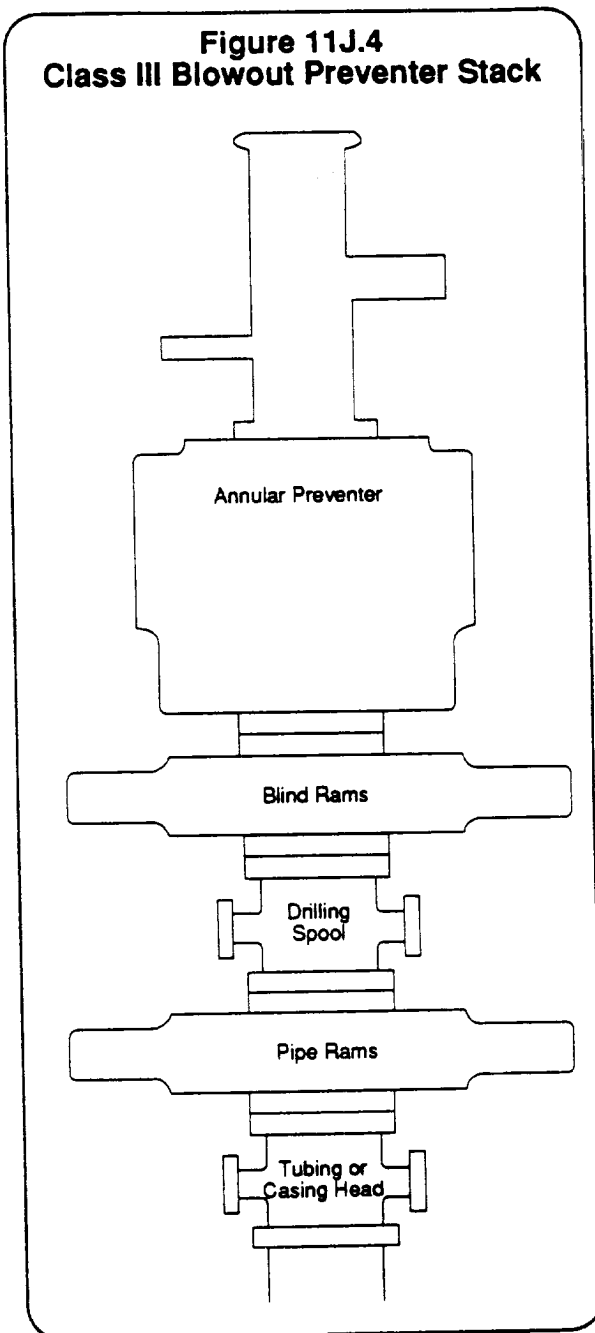 Figure 11J.4
Class III Blowout Preventer Stack
Annular Preventer
Blind Rams
Drilling
Spool
Pipe Rams
Tubing or
Casing Head